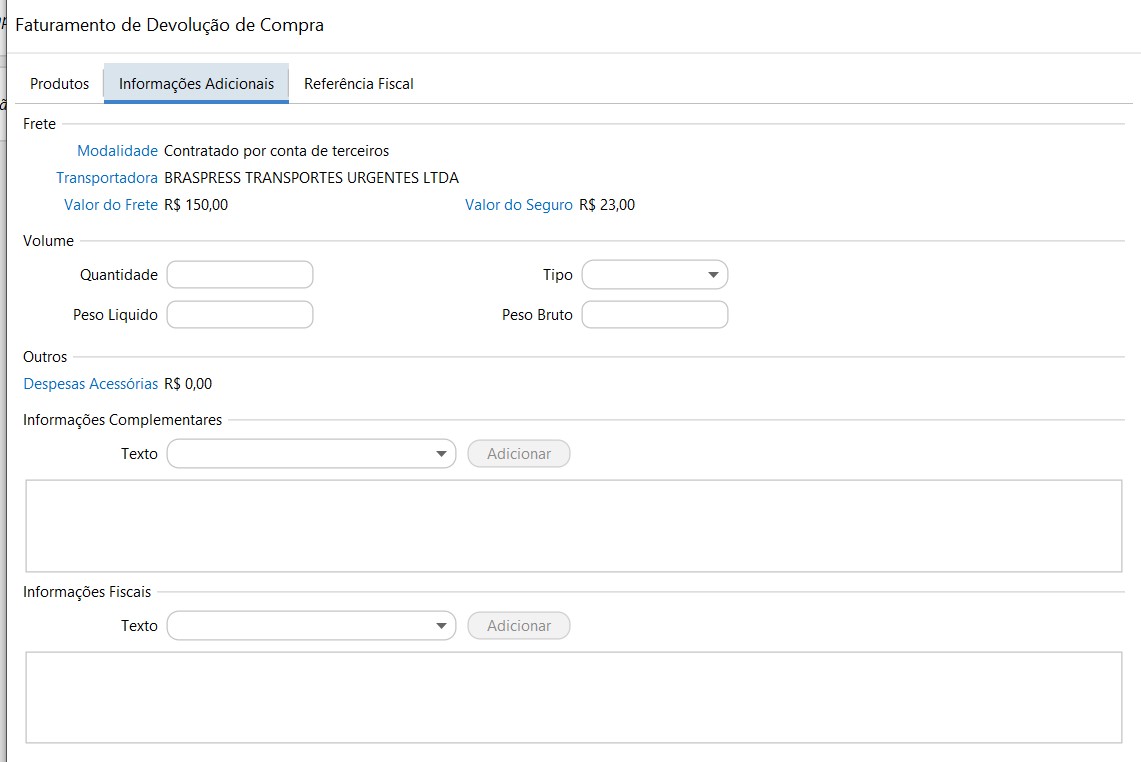 Faturamento de Devolução de Compra
Produtos Informações Adicionais Referência Fiscal
Frete
Modalidade Contratado por conta de terceiros
Transportadora BRASPRESS TRANSPORTES URGENTES LTDA
Valor do Frete R$ 150,00 Valor do Seguro R$ 23,00
Volume
Quantidade Tipo
Peso Liquido Peso Bruto
Outros
Despesas Acessórias R$ 0,00
Informações Complementares
Texto Adicionar
Informações Fiscais
Texto Adicionar